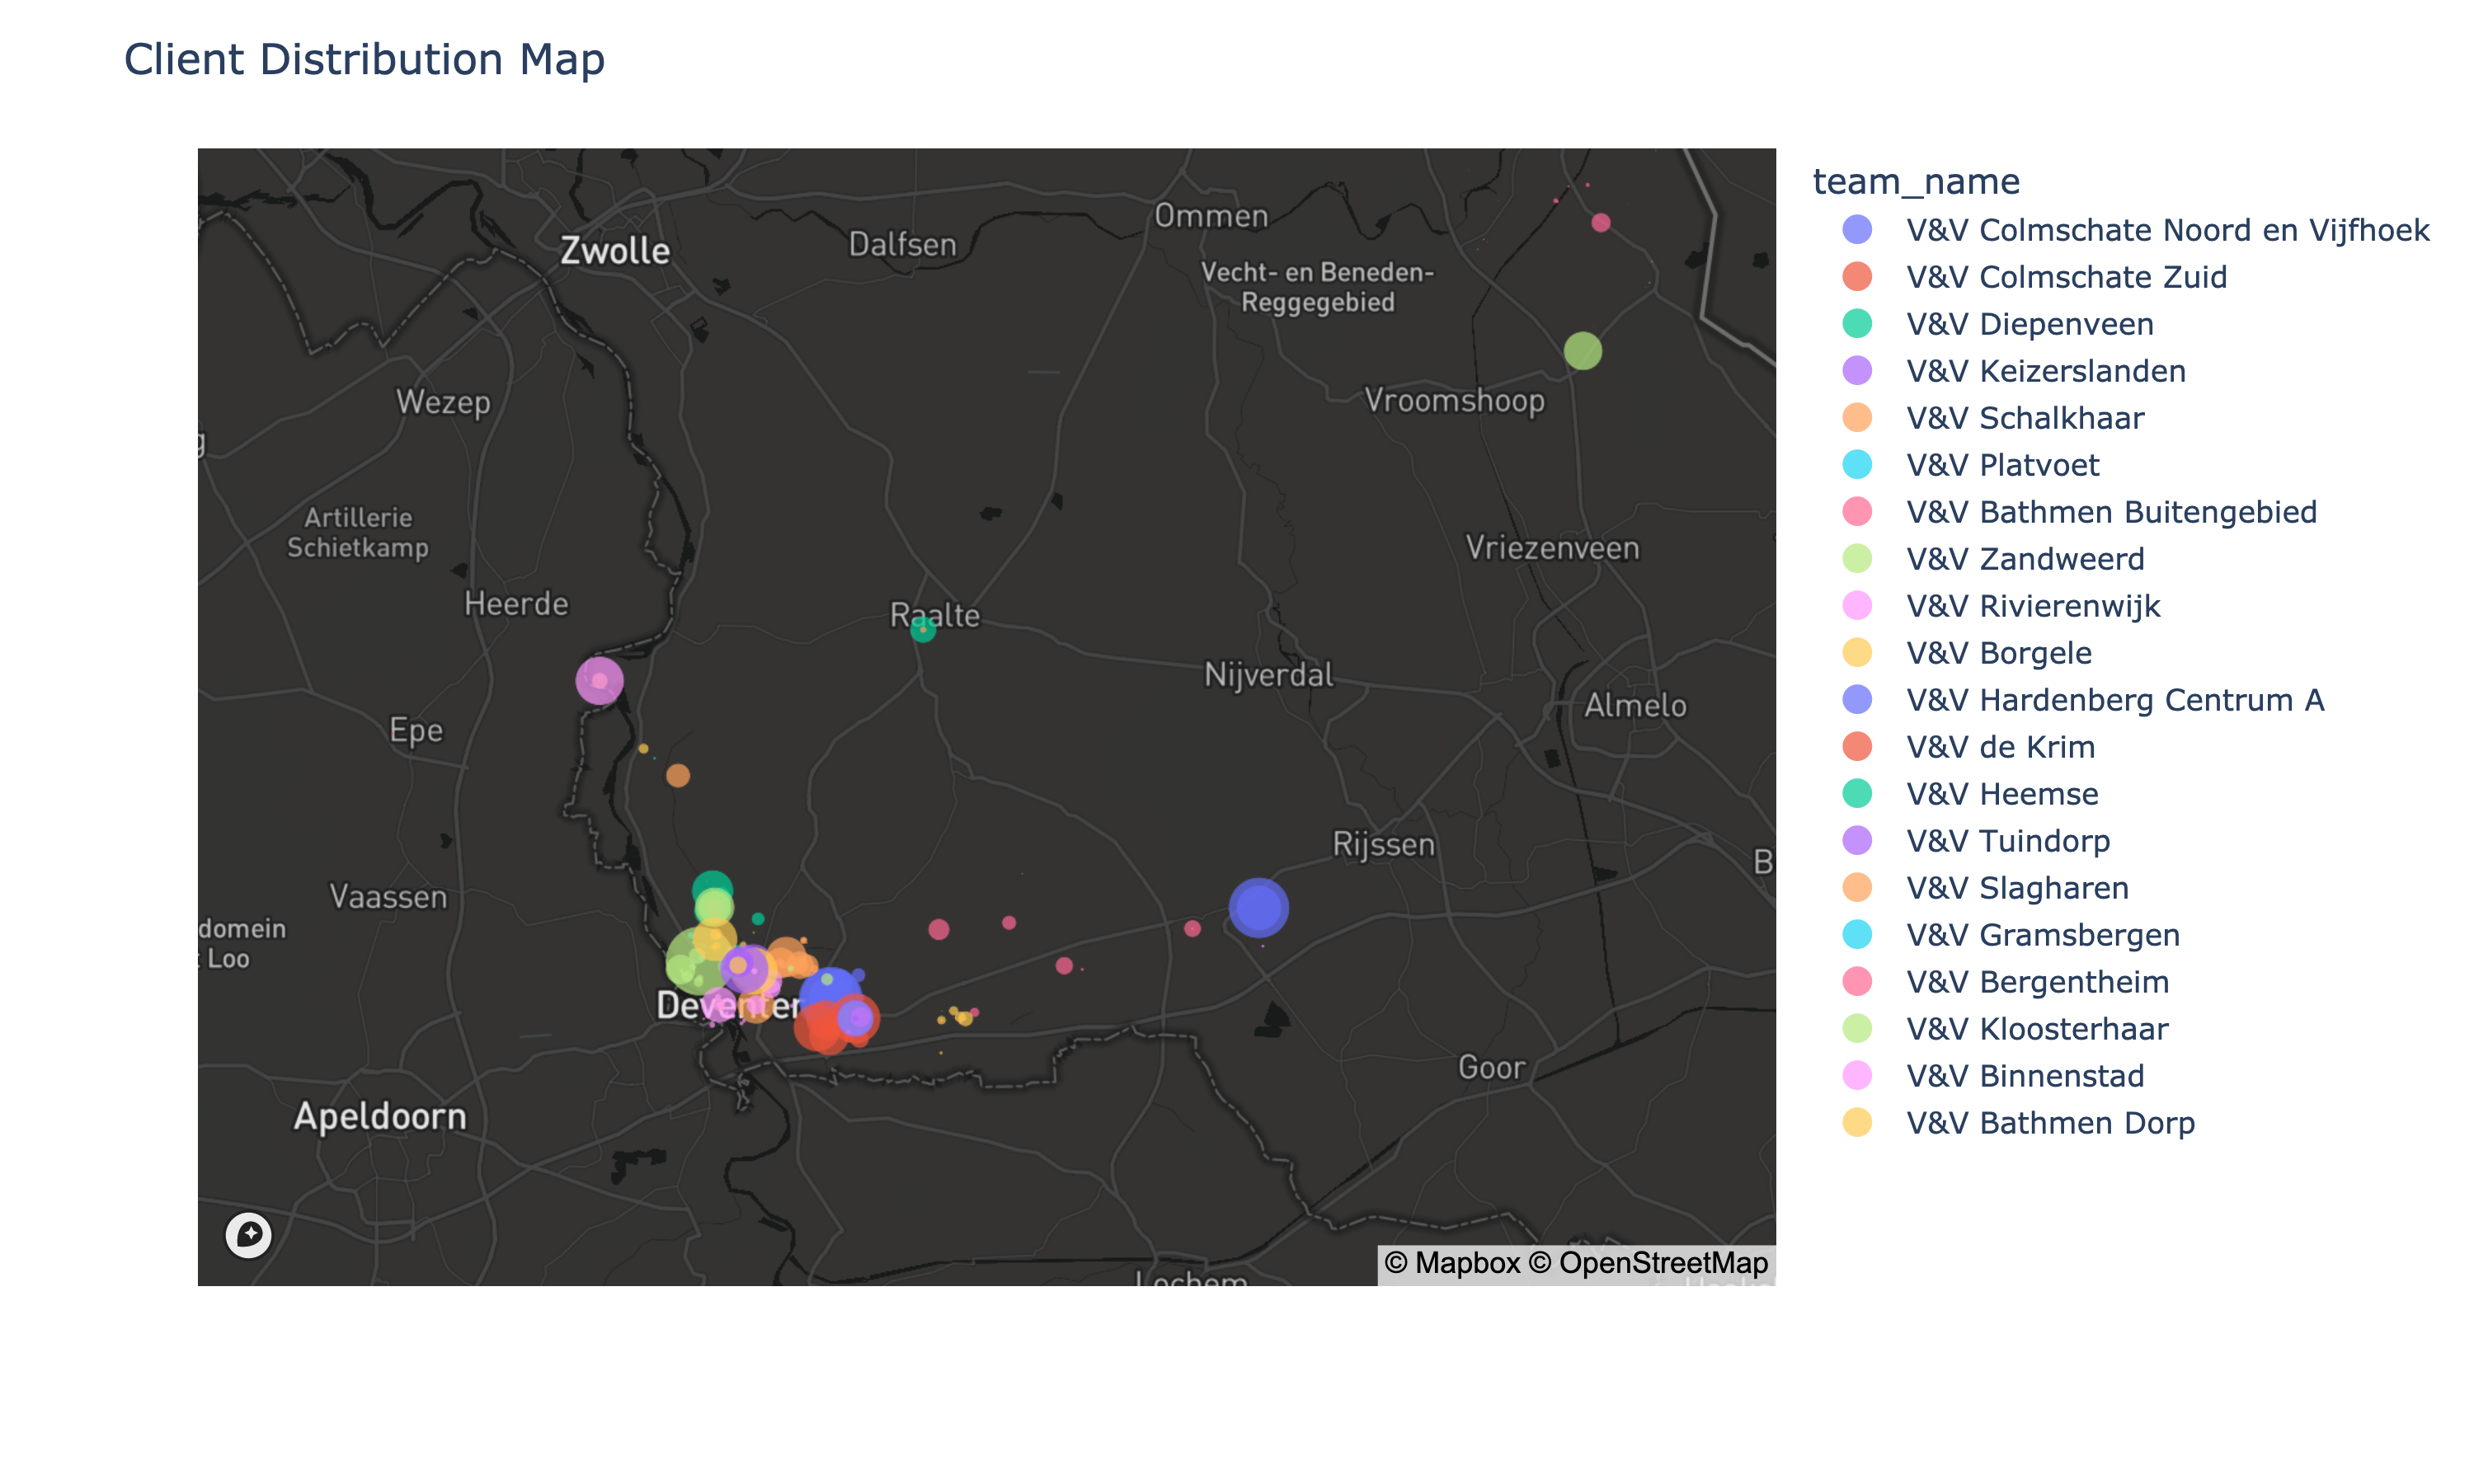 Client Distribution Map
team_name
V&V Colmschate Noord en Vijfhoek
V&V Colmschate Zuid
V&V Diepenveen
V&V Keizerslanden
V&V Schalkhaar
V&V Platvoet
V&V Bathmen Buitengebied
V&V Zandweerd
V&V Rivierenwijk
V&V Borgele
V&V Hardenberg Centrum A
V&V de Krim
V&V Heemse
V&V Tuindorp
V&V Slagharen
V&V Gramsbergen
V&V Bergentheim
V&V Kloosterhaar
V&V Binnenstad
V&V Bathmen Dorp
Ommen
Zwolle
Dalfsen
Vecht- en Beneden-
Reggegebied
Wezep
Vroomshoop
g
Artillerie
Schietkamp
Vriezenveen
Heerde
Raalte
Nijverdal
Almelo
Epe
Rijssen
B
Vaassen
domein
t Loo
Deventer
Goor
Apeldoorn
© Mapbox © OpenStreetMap
Lochem